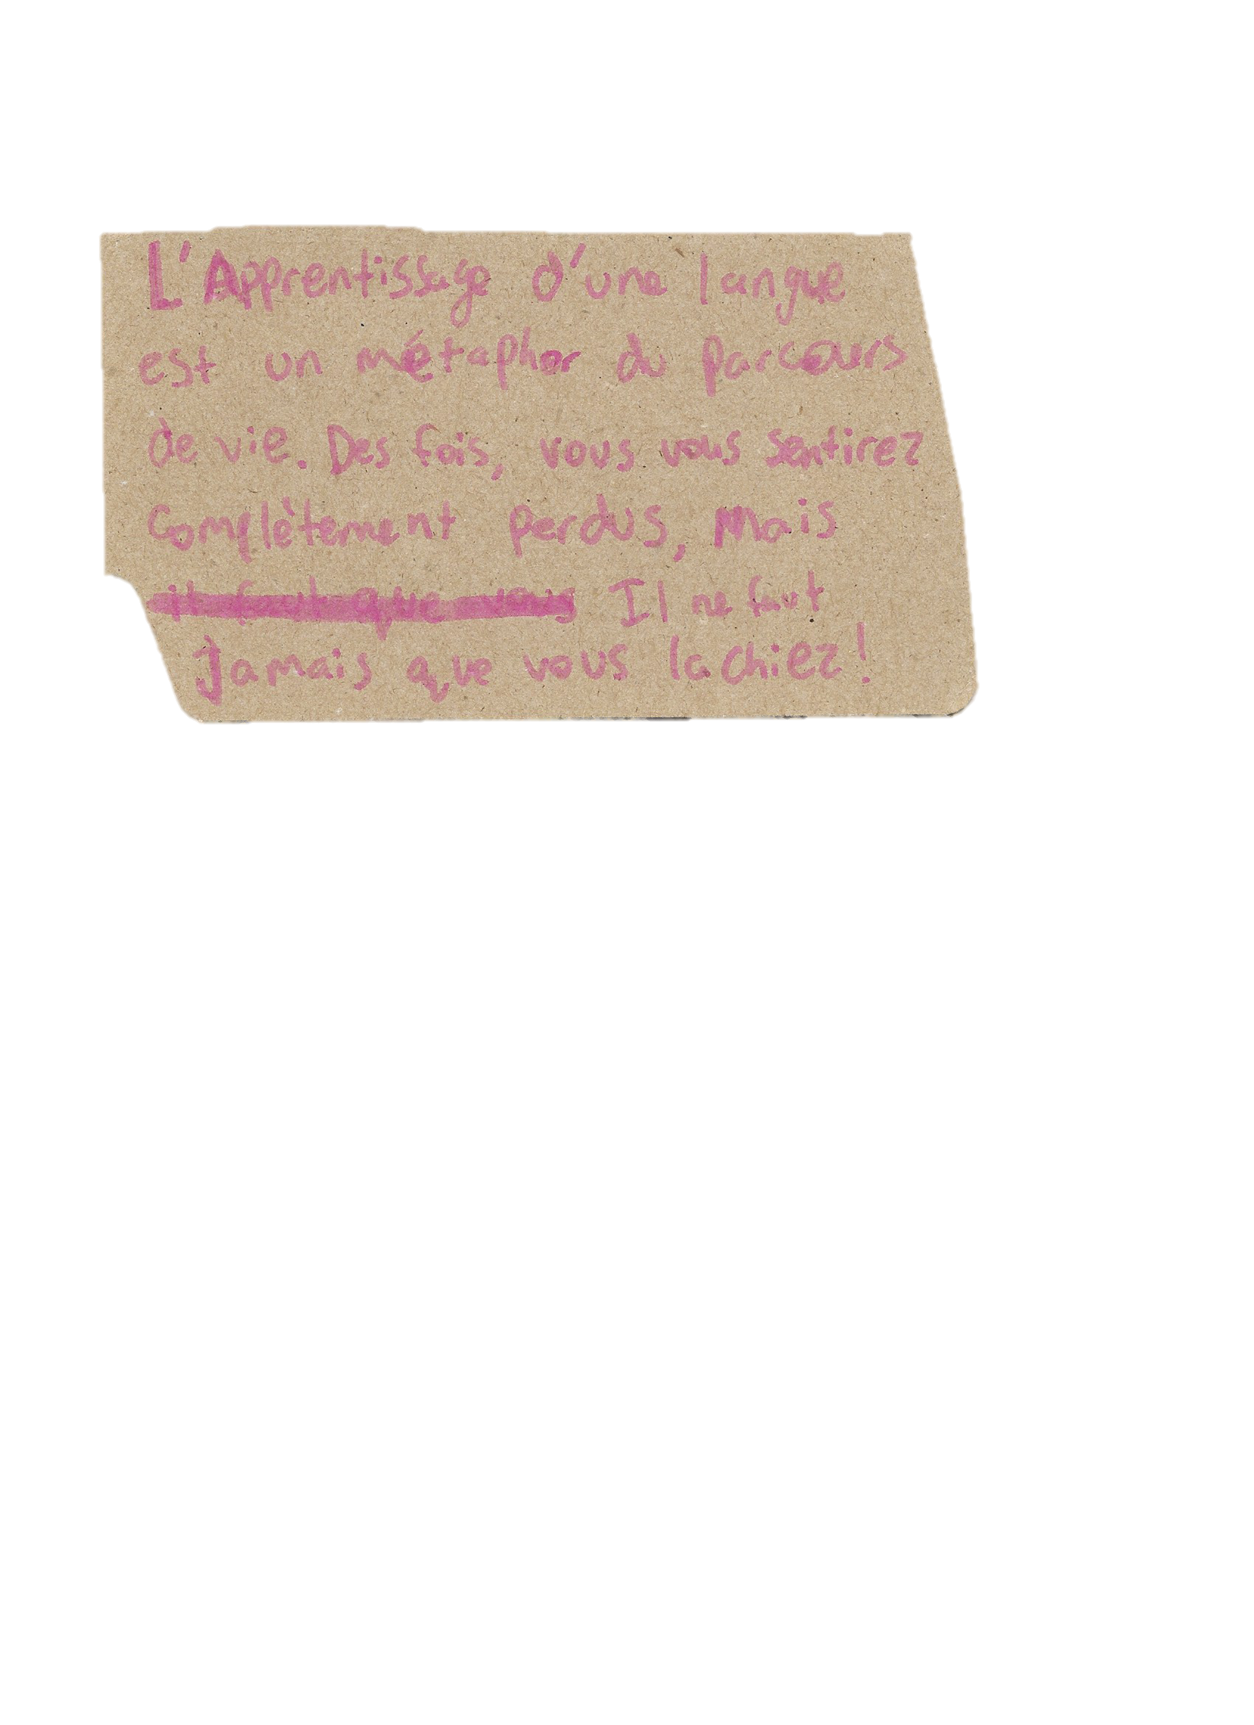 L'Apprentissage d'une langue
est un métaphor du parcours
de vie. Des fois, vous vous sentirez
complètement perdus, mais
il faut que vous Il ne faut
jamais que vous lachiez!